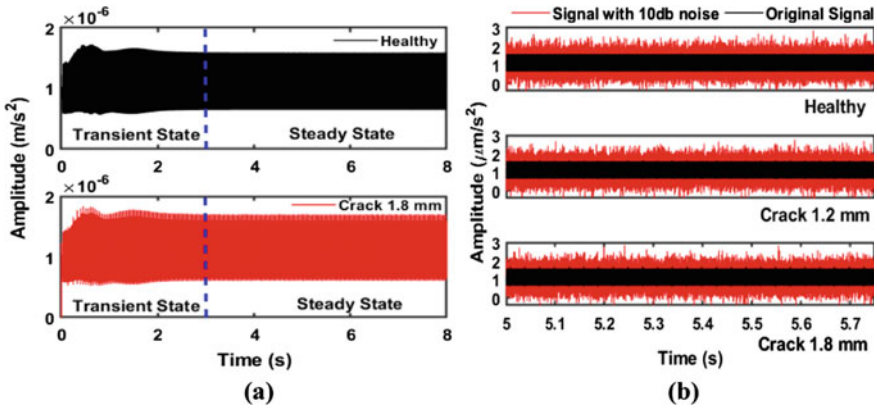 2 ×10⁻⁶
Healthy
1
Transient State
Steady State
0
0 2 4 6 8
2 ×10⁻⁶
Crack 1.8 mm
1
Transient State
Steady State
0
0 2 4 6 8
Amplitude (m/s²)
Time (s)
(a)
Signal with 10db noise
Original Signal
3
2
1
0
Healthy
3
2
1
0
Crack 1.2 mm
3
2
1
0
5 5.1 5.2 5.3 5.4 5.5 5.6 5.7
Amplitude (μm/s²)
Time (s)
Crack 1.8 mm
(b)